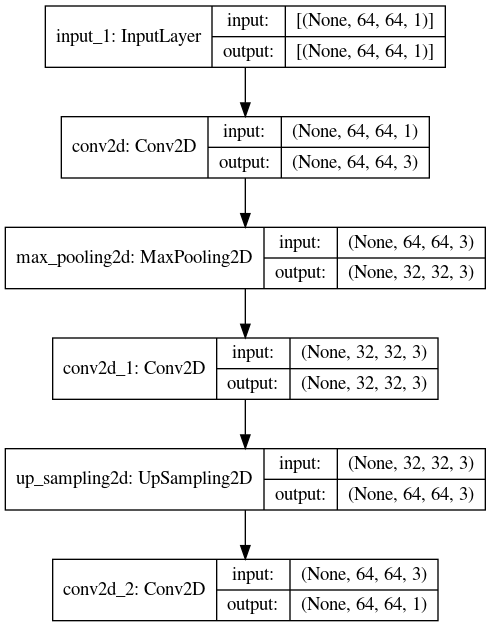 input_1: InputLayer
input: [(None, 64, 64, 1)]
output: [(None, 64, 64, 1)]
conv2d: Conv2D
input: (None, 64, 64, 1)
output: (None, 64, 64, 3)
max_pooling2d: MaxPooling2D
input: (None, 64, 64, 3)
output: (None, 32, 32, 3)
conv2d_1: Conv2D
input: (None, 32, 32, 3)
output: (None, 32, 32, 3)
up_sampling2d: UpSampling2D
input: (None, 32, 32, 3)
output: (None, 64, 64, 3)
conv2d_2: Conv2D
input: (None, 64, 64, 3)
output: (None, 64, 64, 1)